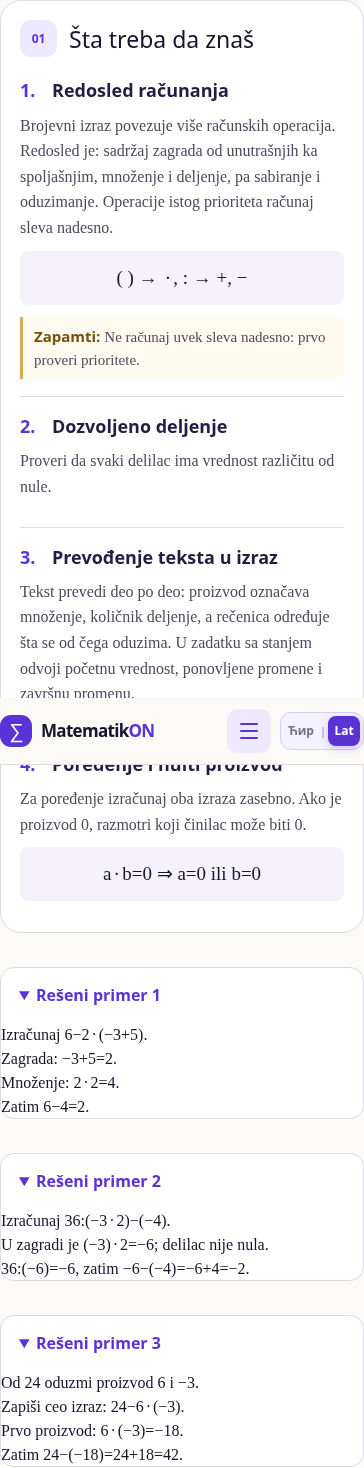 01 Šta treba da znaš
1. Redosled računanja
Brojevni izraz povezuje više računskih operacija.
Redosled je: sadržaj zagrada od unutrašnjih ka
spoljašnjim, množenje i deljenje, pa sabiranje i
oduzimanje. Operacije istog prioriteta računaj
sleva nadesno.
( ) → ·, : → +, −
Zapamti: Ne računaj uvek sleva nadesno: prvo
proveri prioritete.
2. Dozvoljeno deljenje
Proveri da svaki delilac ima vrednost različitu od
nule.
3. Prevođenje teksta u izraz
Tekst prevedi deo po deo: proizvod označava
množenje, količnik deljenje, a rečenica određuje
šta se od čega oduzima. U zadatku sa stanjem
odvoji početnu vrednost, ponovljene promene i
završnu promenu.
∑ MatematikON ☰ Ћир | Lat
4. Poređenje i nulti proizvod
Za poređenje izračunaj oba izraza zasebno. Ako je
proizvod 0, razmotri koji činilac može biti 0.
a·b=0 ⇒ a=0 ili b=0
▼ Rešeni primer 1
Izračunaj 6−2·(−3+5).
Zagrada: −3+5=2.
Množenje: 2·2=4.
Zatim 6−4=2.
▼ Rešeni primer 2
Izračunaj 36:(−3·2)−(−4).
U zagradi je (−3)·2=−6; delilac nije nula.
36:(−6)=−6, zatim −6−(−4)=−6+4=−2.
▼ Rešeni primer 3
Od 24 oduzmi proizvod 6 i −3.
Zapiši ceo izraz: 24−6·(−3).
Prvo proizvod: 6·(−3)=−18.
Zatim 24−(−18)=24+18=42.